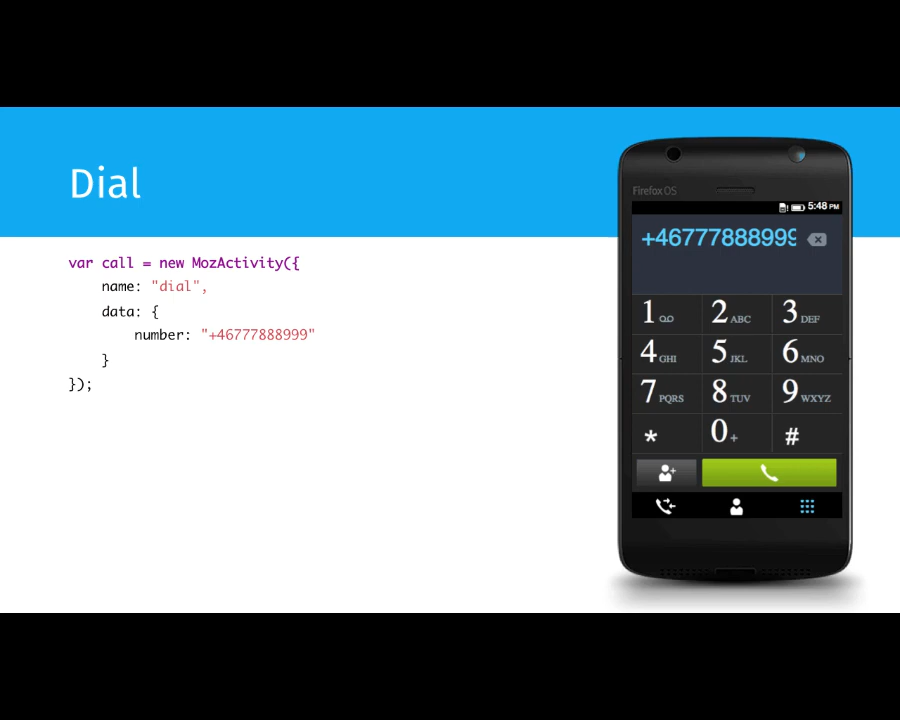 Dial
var call = new MozActivity({
name: "dial",
data: {
number: "+46777888999"
}
});
Firefox OS
5:48 PM
+46777888999
1
2 ABC
3 DEF
4 GHI
5 JKL
6 MNO
7 PQRS
8 TUV
9 WXYZ
*
0 +
#